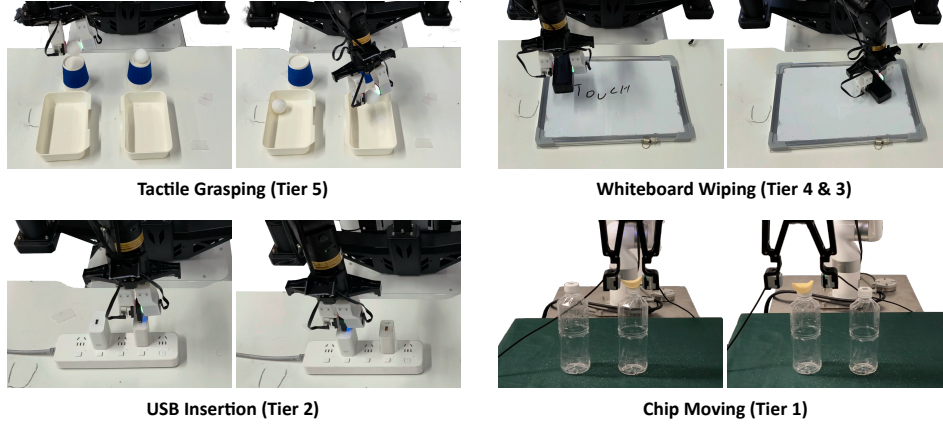 TOUCH
Tactile Grasping (Tier 5)
Whiteboard Wiping (Tier 4 & 3)
USB Insertion (Tier 2)
Chip Moving (Tier 1)